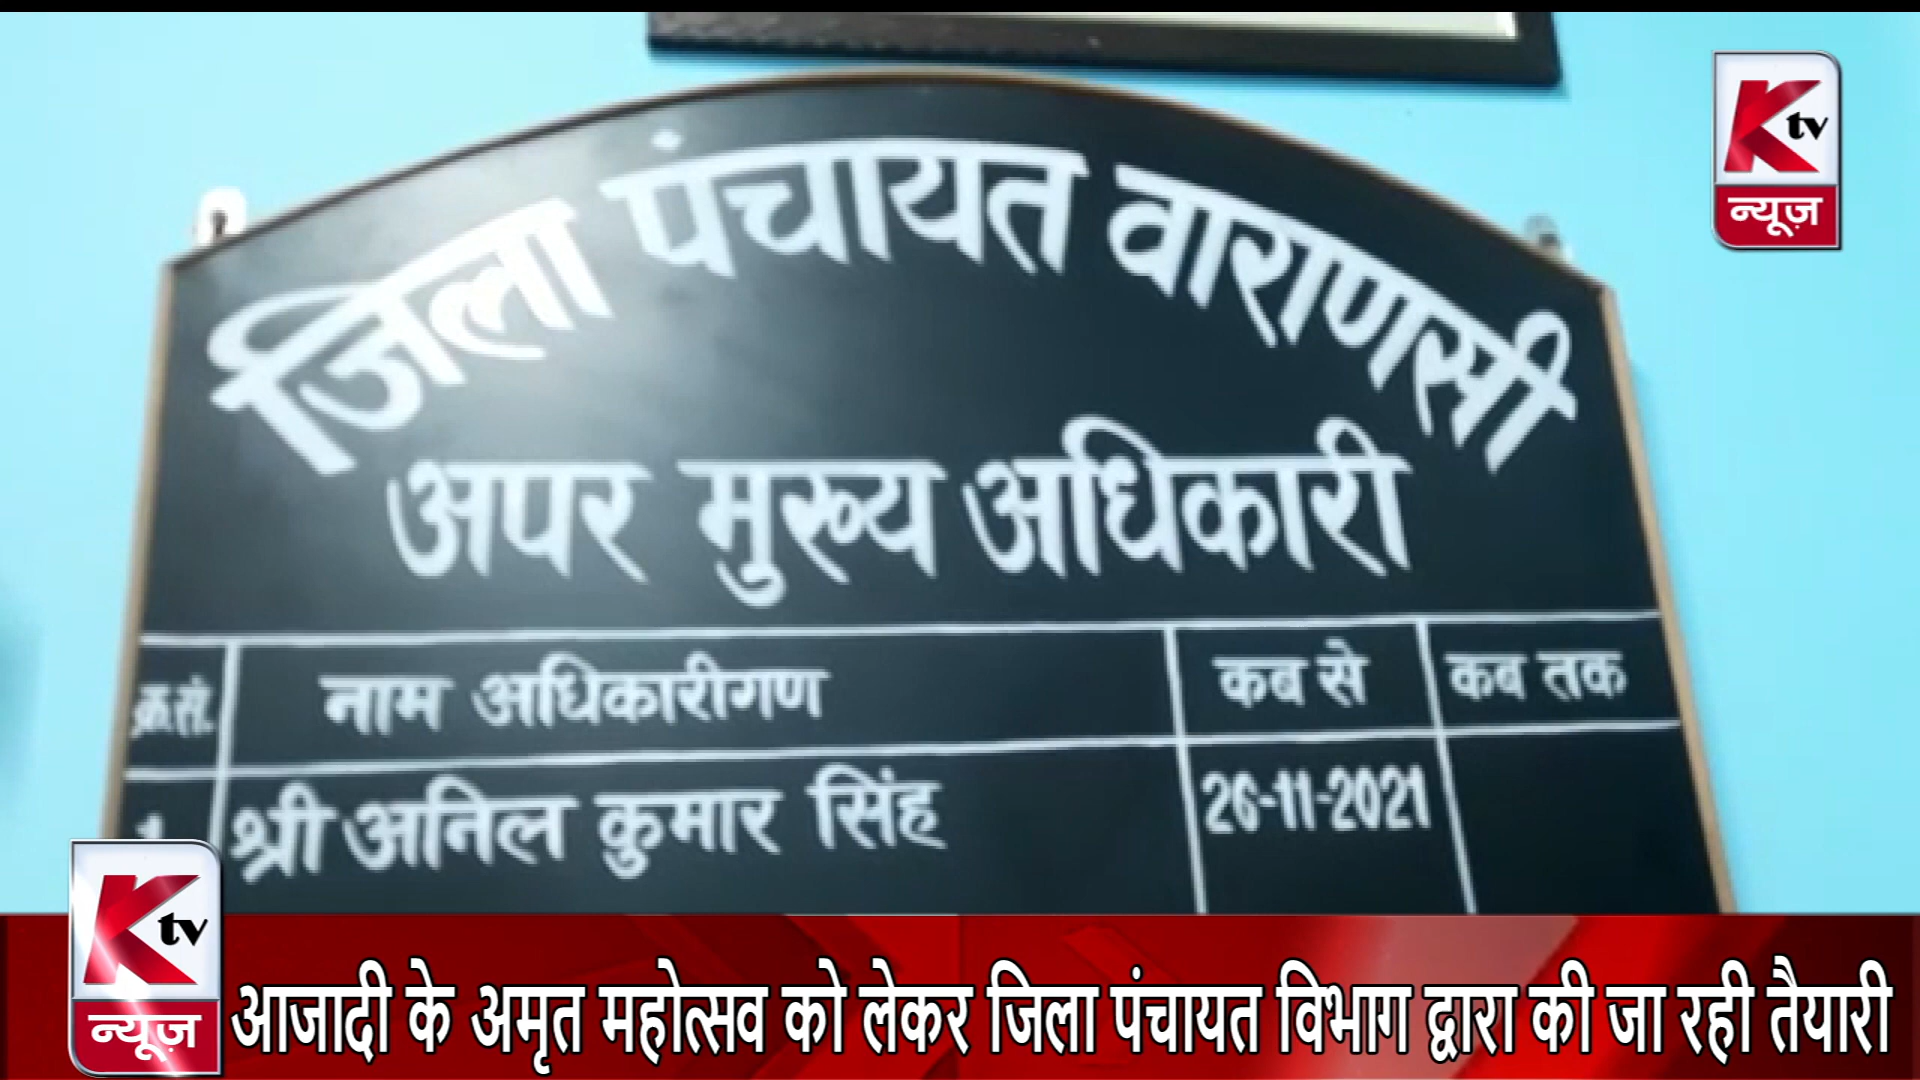 K tv
न्यूज़
जिला पंचायत वाराणसी
अपर मुख्य अधिकारी
क्र.सं. नाम अधिकारीगण कब से कब तक
1. श्री अनिल कुमार सिंह 26-11-2021
K tv
न्यूज़
आजादी के अमृत महोत्सव को लेकर जिला पंचायत विभाग द्वारा की जा रही तैयारी